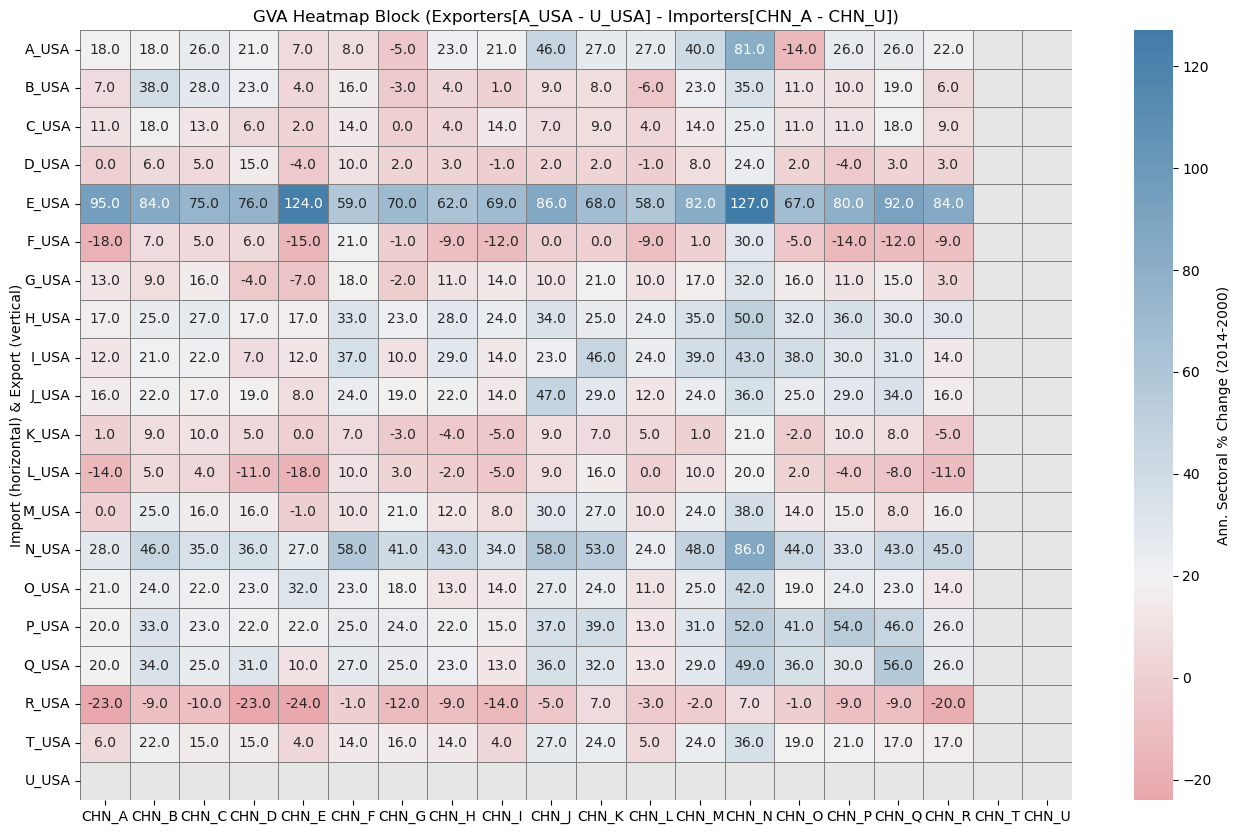 GVA Heatmap Block (Exporters[A_USA - U_USA] - Importers[CHN_A - CHN_U])
Import (horizontal) & Export (vertical)
A_USA 18.0 18.0 26.0 21.0 7.0 8.0 -5.0 23.0 21.0 46.0 27.0 27.0 40.0 81.0 -14.0 26.0 26.0 22.0
B_USA 7.0 38.0 28.0 23.0 4.0 16.0 -3.0 4.0 1.0 9.0 8.0 -6.0 23.0 35.0 11.0 10.0 19.0 6.0
C_USA 11.0 18.0 13.0 6.0 2.0 14.0 0.0 4.0 14.0 7.0 9.0 4.0 14.0 25.0 11.0 11.0 18.0 9.0
D_USA 0.0 6.0 5.0 15.0 -4.0 10.0 2.0 3.0 -1.0 2.0 2.0 -1.0 8.0 24.0 2.0 -4.0 3.0 3.0
E_USA 95.0 84.0 75.0 76.0 124.0 59.0 70.0 62.0 69.0 86.0 68.0 58.0 82.0 127.0 67.0 80.0 92.0 84.0
F_USA -18.0 7.0 5.0 6.0 -15.0 21.0 -1.0 -9.0 -12.0 0.0 0.0 -9.0 1.0 30.0 -5.0 -14.0 -12.0 -9.0
G_USA 13.0 9.0 16.0 -4.0 -7.0 18.0 -2.0 11.0 14.0 10.0 21.0 10.0 17.0 32.0 16.0 11.0 15.0 3.0
H_USA 17.0 25.0 27.0 17.0 17.0 33.0 23.0 28.0 24.0 34.0 25.0 24.0 35.0 50.0 32.0 36.0 30.0 30.0
I_USA 12.0 21.0 22.0 7.0 12.0 37.0 10.0 29.0 14.0 23.0 46.0 24.0 39.0 43.0 38.0 30.0 31.0 14.0
J_USA 16.0 22.0 17.0 19.0 8.0 24.0 19.0 22.0 14.0 47.0 29.0 12.0 24.0 36.0 25.0 29.0 34.0 16.0
K_USA 1.0 9.0 10.0 5.0 0.0 7.0 -3.0 -4.0 -5.0 9.0 7.0 5.0 1.0 21.0 -2.0 10.0 8.0 -5.0
L_USA -14.0 5.0 4.0 -11.0 -18.0 10.0 3.0 -2.0 -5.0 9.0 16.0 0.0 10.0 20.0 2.0 -4.0 -8.0 -11.0
M_USA 0.0 25.0 16.0 16.0 -1.0 10.0 21.0 12.0 8.0 30.0 27.0 10.0 24.0 38.0 14.0 15.0 8.0 16.0
N_USA 28.0 46.0 35.0 36.0 27.0 58.0 41.0 43.0 34.0 58.0 53.0 24.0 48.0 86.0 44.0 33.0 43.0 45.0
O_USA 21.0 24.0 22.0 23.0 32.0 23.0 18.0 13.0 14.0 27.0 24.0 11.0 25.0 42.0 19.0 24.0 23.0 14.0
P_USA 20.0 33.0 23.0 22.0 22.0 25.0 24.0 22.0 15.0 37.0 39.0 13.0 31.0 52.0 41.0 54.0 46.0 26.0
Q_USA 20.0 34.0 25.0 31.0 10.0 27.0 25.0 23.0 13.0 36.0 32.0 13.0 29.0 49.0 36.0 30.0 56.0 26.0
R_USA -23.0 -9.0 -10.0 -23.0 -24.0 -1.0 -12.0 -9.0 -14.0 -5.0 7.0 -3.0 -2.0 7.0 -1.0 -9.0 -9.0 -20.0
T_USA 6.0 22.0 15.0 15.0 4.0 14.0 16.0 14.0 4.0 27.0 24.0 5.0 24.0 36.0 19.0 21.0 17.0 17.0
U_USA
CHN_A CHN_B CHN_C CHN_D CHN_E CHN_F CHN_G CHN_H CHN_I CHN_J CHN_K CHN_L CHN_M CHN_N CHN_O CHN_P CHN_Q CHN_R CHN_T CHN_U
120
100
80
60
40
20
0
−20
Ann. Sectoral % Change (2014-2000)